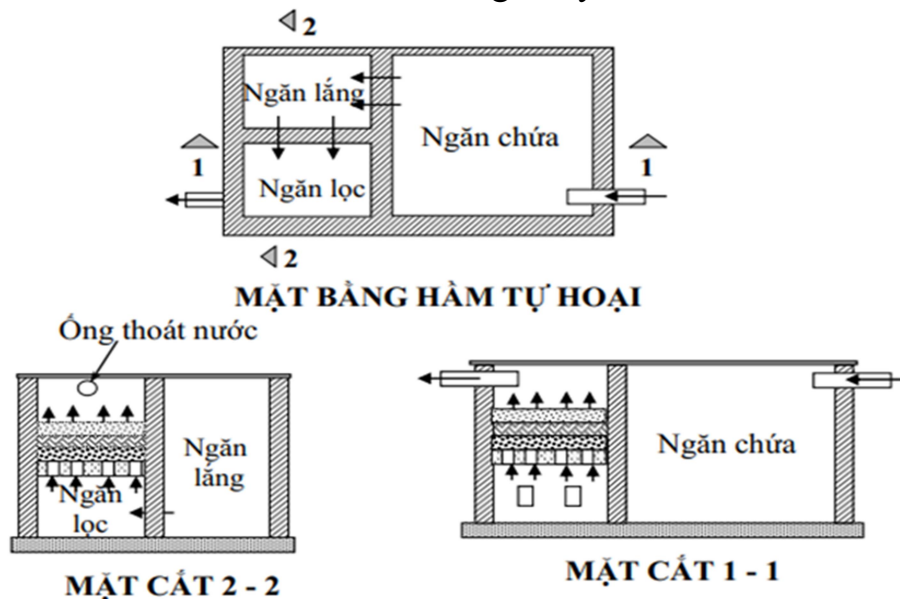 2
Ngăn lắng
Ngăn chứa
1
1
Ngăn lọc
2
MẶT BẰNG HẦM TỰ HOẠI
Ống thoát nước
Ngăn
lắng
Ngăn
lọc
MẶT CẮT 2 - 2
Ngăn chứa
MẶT CẮT 1 - 1